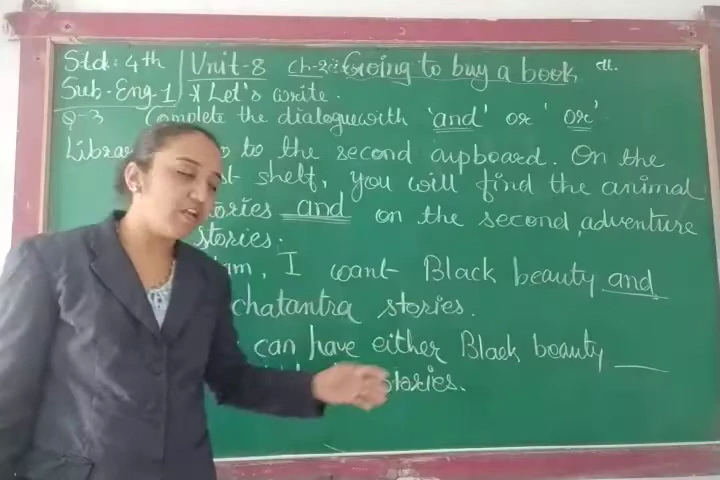 Std: 4th Unit-8 ch-2: Going to buy a book
Sub-Eng-1 * Let's write.
Q-3 Complete the dialogue with 'and' or 'or'
to the second cupboard. On the
shelf, you will find the animal
and on the second, adventure
stories.
I want Black beauty and
stories.
can have either Black beauty ___
stories.